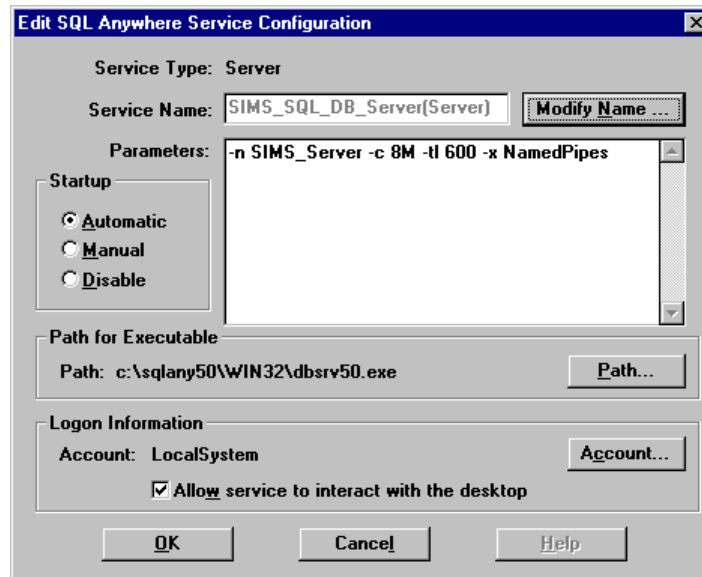 Edit SQL Anywhere Service Configuration
Service Type: Server
Service Name: SIMS_SQL_DB_Server(Server) Modify Name ...
Parameters: -n SIMS_Server -c 8M -tl 600 -x NamedPipes
Startup
Automatic
Manual
Disable
Path for Executable
Path: c:\sqlany50\WIN32\dbsrv50.exe Path...
Logon Information
Account: LocalSystem Account...
Allow service to interact with the desktop
OK Cancel Help